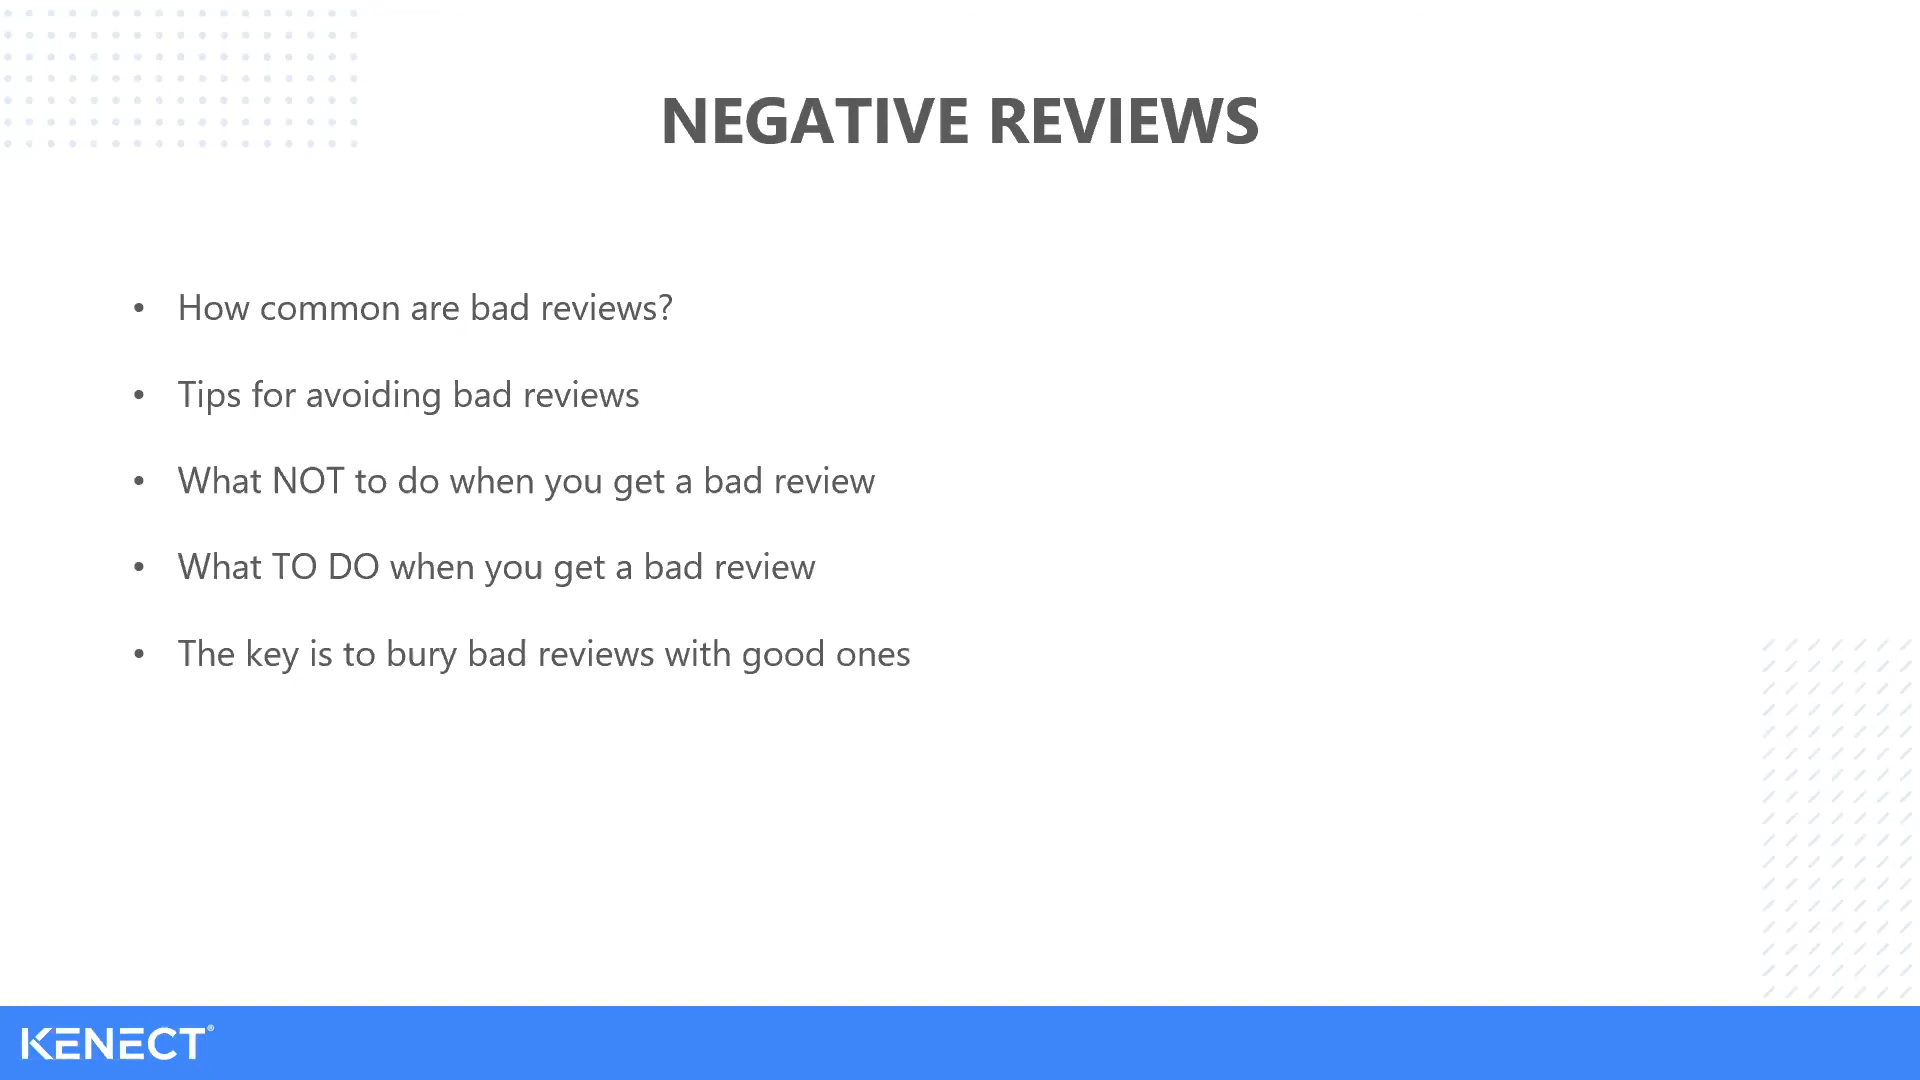 NEGATIVE REVIEWS
• How common are bad reviews?
• Tips for avoiding bad reviews
• What NOT to do when you get a bad review
• What TO DO when you get a bad review
• The key is to bury bad reviews with good ones
KENECT®